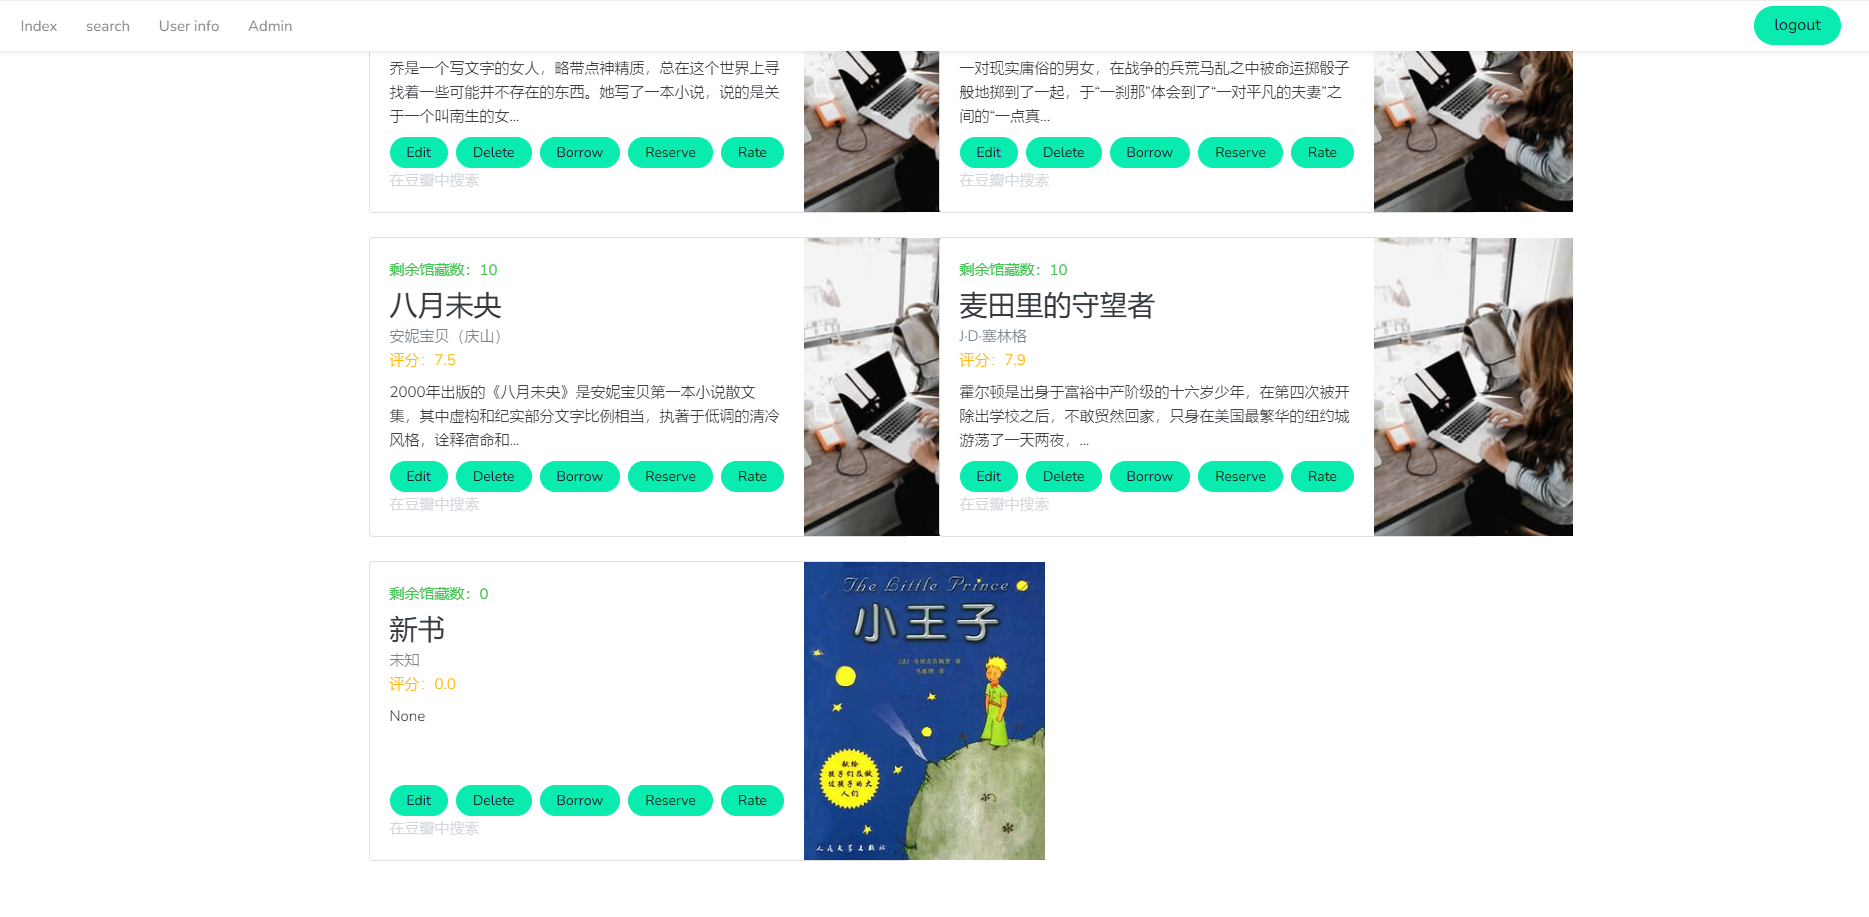 Index search User info Admin logout
乔是一个写文字的女人，略带点神精质，总在这个世界上寻
找着一些可能并不存在的东西。她写了一本小说，说的是关
于一个叫南生的女...
Edit Delete Borrow Reserve Rate
在豆瓣中搜索
一对现实庸俗的男女，在战争的兵荒马乱之中被命运掷骰子
般地掷到了一起，于“一刹那”体会到了“一对平凡的夫妻”之
间的“一点真...
Edit Delete Borrow Reserve Rate
在豆瓣中搜索
剩余馆藏数：10
八月未央
安妮宝贝（庆山）
评分：7.5
2000年出版的《八月未央》是安妮宝贝第一本小说散文
集，其中虚构和纪实部分文字比例相当，执著于低调的清冷
风格，诠释宿命和...
Edit Delete Borrow Reserve Rate
在豆瓣中搜索
剩余馆藏数：10
麦田里的守望者
J·D·塞林格
评分：7.9
霍尔顿是出身于富裕中产阶级的十六岁少年，在第四次被开
除出学校之后，不敢贸然回家，只身在美国最繁华的纽约城
游荡了一天两夜，...
Edit Delete Borrow Reserve Rate
在豆瓣中搜索
剩余馆藏数：0
新书
未知
评分：0.0
None
Edit Delete Borrow Reserve Rate
在豆瓣中搜索
The Little Prince
小王子
献给
孩子们及做
过孩子的大
人们
人民文学出版社